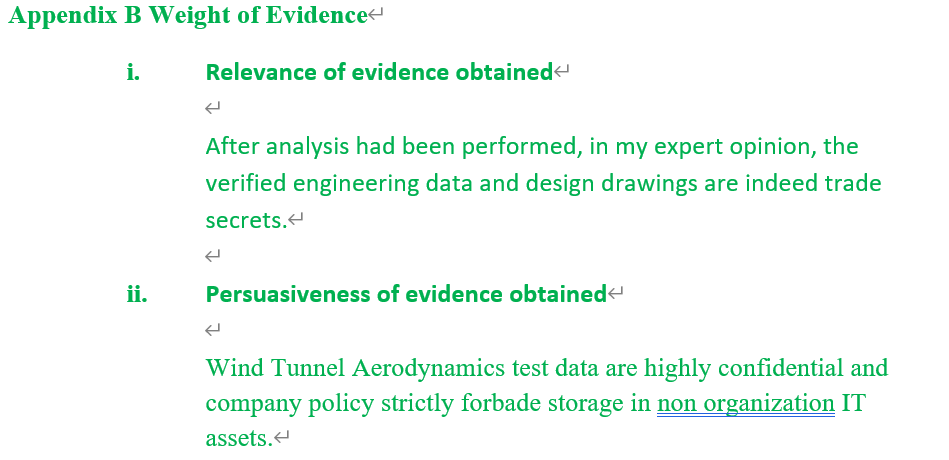 Appendix B Weight of Evidence↵
i. Relevance of evidence obtained↵
↵
After analysis had been performed, in my expert opinion, the
verified engineering data and design drawings are indeed trade
secrets.↵
↵
ii. Persuasiveness of evidence obtained↵
↵
Wind Tunnel Aerodynamics test data are highly confidential and
company policy strictly forbade storage in non organization IT
assets.↵